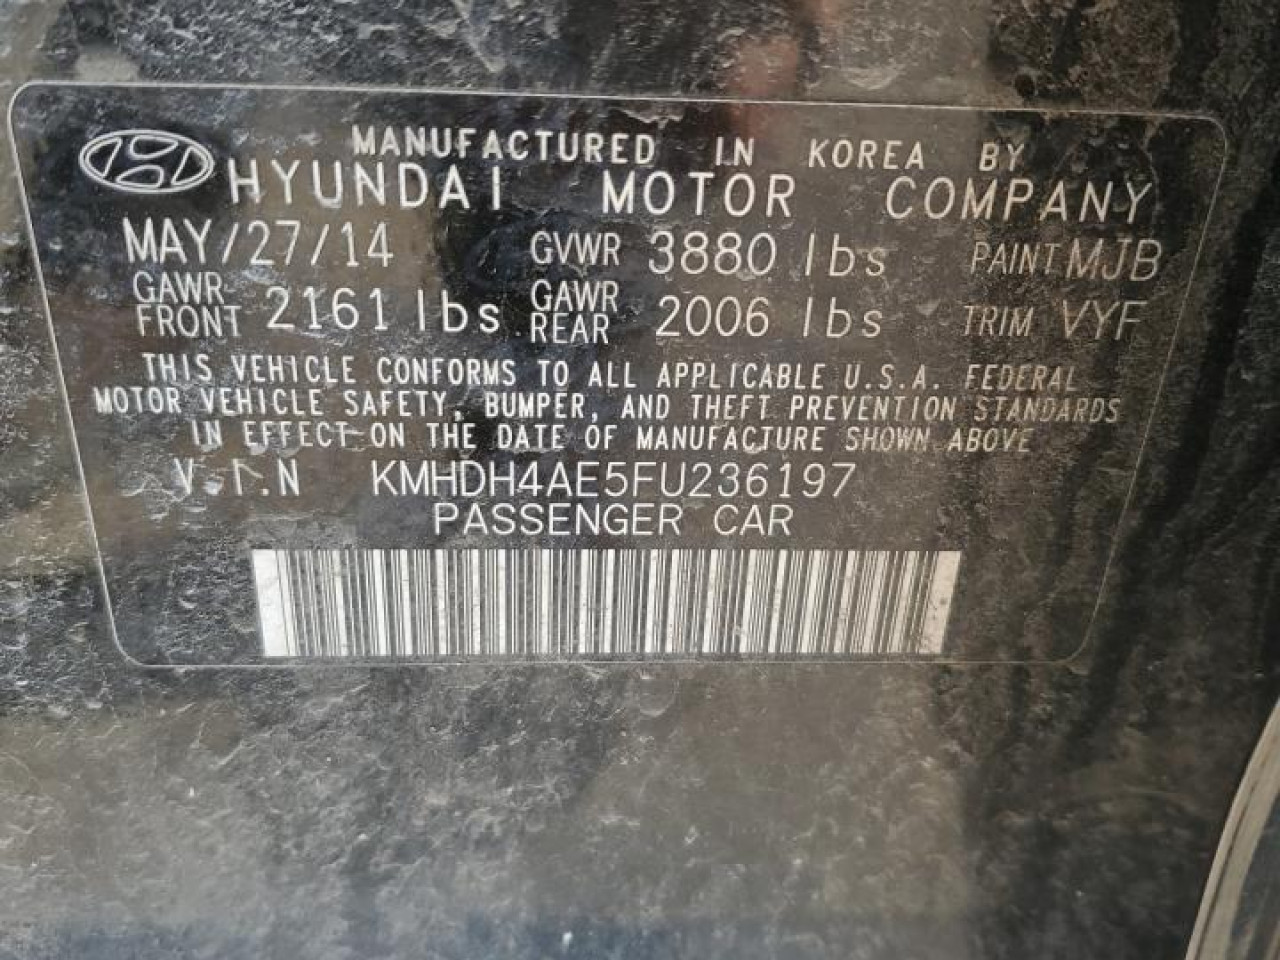 MANUFACTURED IN KOREA BY
HYUNDAI MOTOR COMPANY
MAY/27/14 GVWR 3880 lbs PAINT MJB
GAWR FRONT 2161 lbs GAWR REAR 2006 lbs TRIM VYF
THIS VEHICLE CONFORMS TO ALL APPLICABLE U.S.A. FEDERAL
MOTOR VEHICLE SAFETY, BUMPER, AND THEFT PREVENTION STANDARDS
IN EFFECT ON THE DATE OF MANUFACTURE SHOWN ABOVE
V.I.N KMHDH4AE5FU236197
PASSENGER CAR